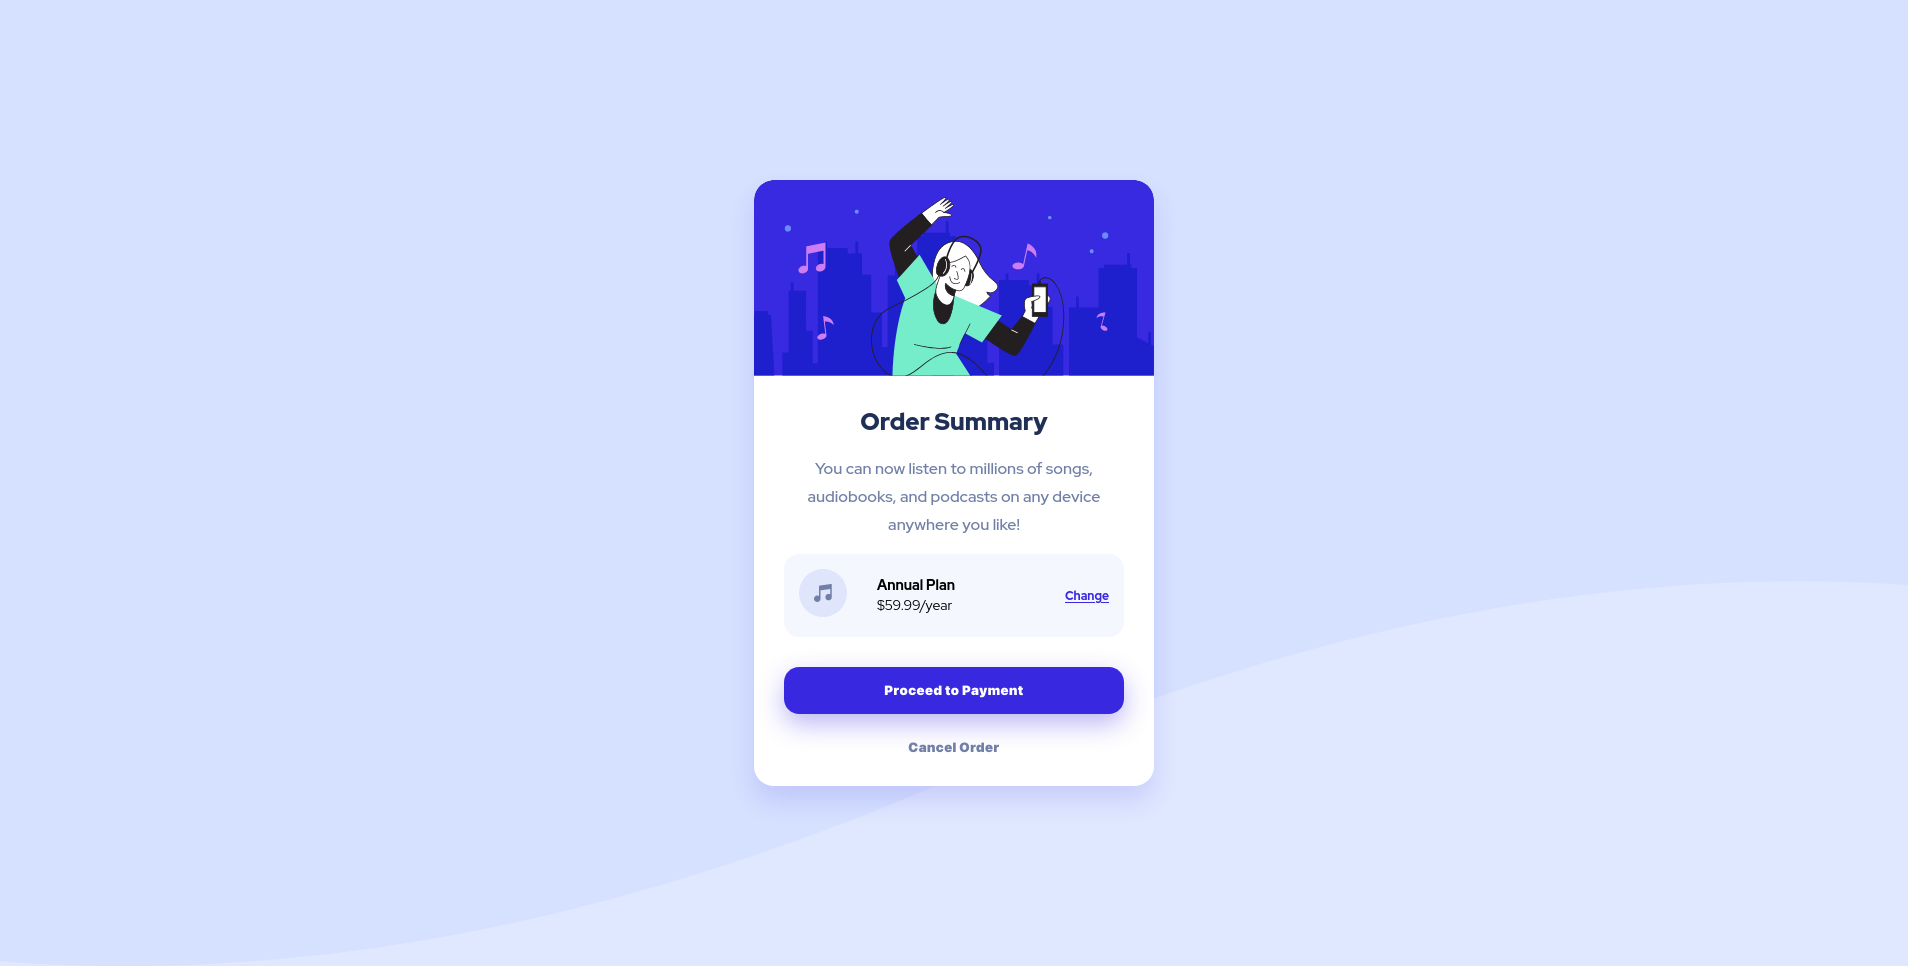 Order Summary
You can now listen to millions of songs,
audiobooks, and podcasts on any device
anywhere you like!
Annual Plan
$59.99/year
Change
Proceed to Payment
Cancel Order